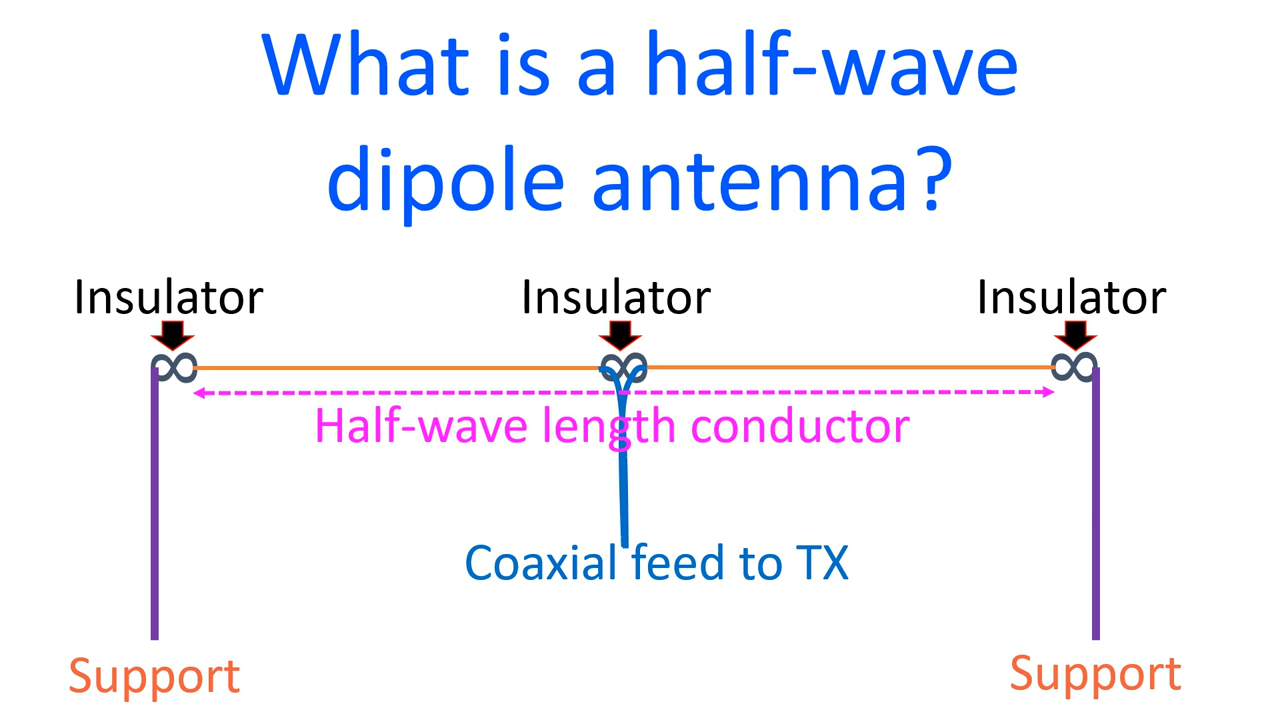 What is a half-wave
dipole antenna?
Insulator Insulator Insulator
Half-wave length conductor
Coaxial feed to TX
Support Support